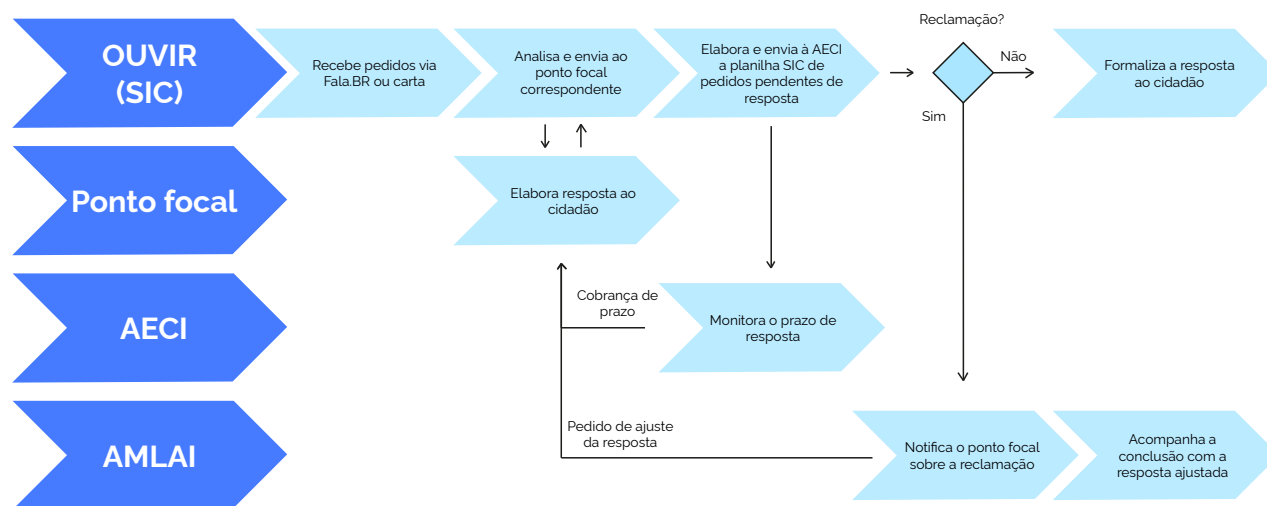 Reclamação?
OUVIR
(SIC)
Recebe pedidos via
Fala.BR ou carta
Analisa e envia ao
ponto focal
correspondente
Elabora e envia à AECI
a planilha SIC de
pedidos pendentes de
resposta
Não
Formaliza a resposta
ao cidadão
Sim
Ponto focal
Elabora resposta ao
cidadão
AECI
Cobrança de
prazo
Monitora o prazo de
resposta
AMLAI
Pedido de ajuste
da resposta
Notifica o ponto focal
sobre a reclamação
Acompanha a
conclusão com a
resposta ajustada